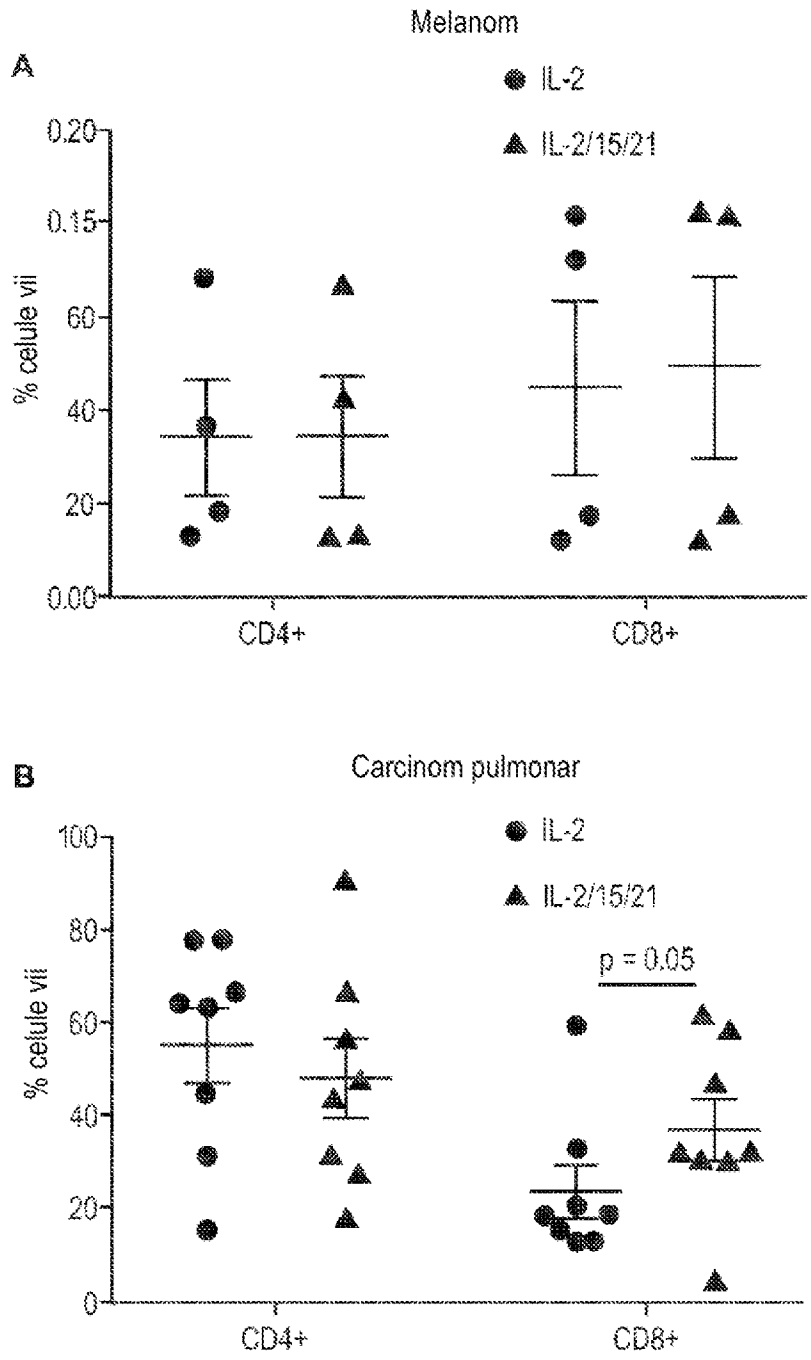 Melanom
A
IL-2
IL-2/15/21
0.20
0.15
60
40
20
0.00
% celule vii
CD4+
CD8+
Carcinom pulmonar
B
IL-2
IL-2/15/21
100
80
60
40
20
0
% celule vii
p = 0.05
CD4+
CD8+